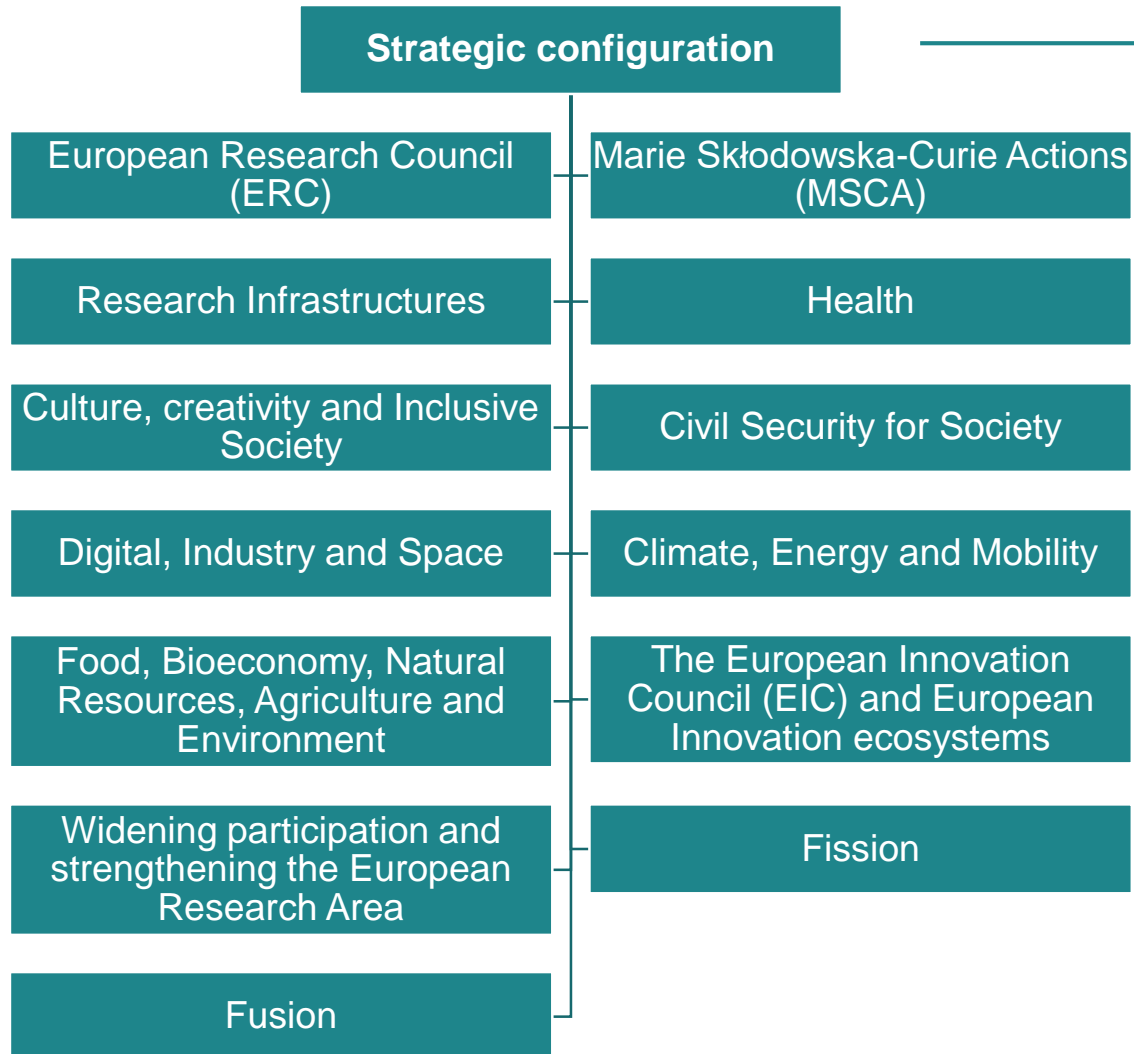 Strategic configuration
European Research Council
(ERC)
Marie Skłodowska-Curie Actions
(MSCA)
Research Infrastructures
Health
Culture, creativity and Inclusive
Society
Civil Security for Society
Digital, Industry and Space
Climate, Energy and Mobility
Food, Bioeconomy, Natural
Resources, Agriculture and
Environment
The European Innovation
Council (EIC) and European
Innovation ecosystems
Widening participation and
strengthening the European
Research Area
Fission
Fusion